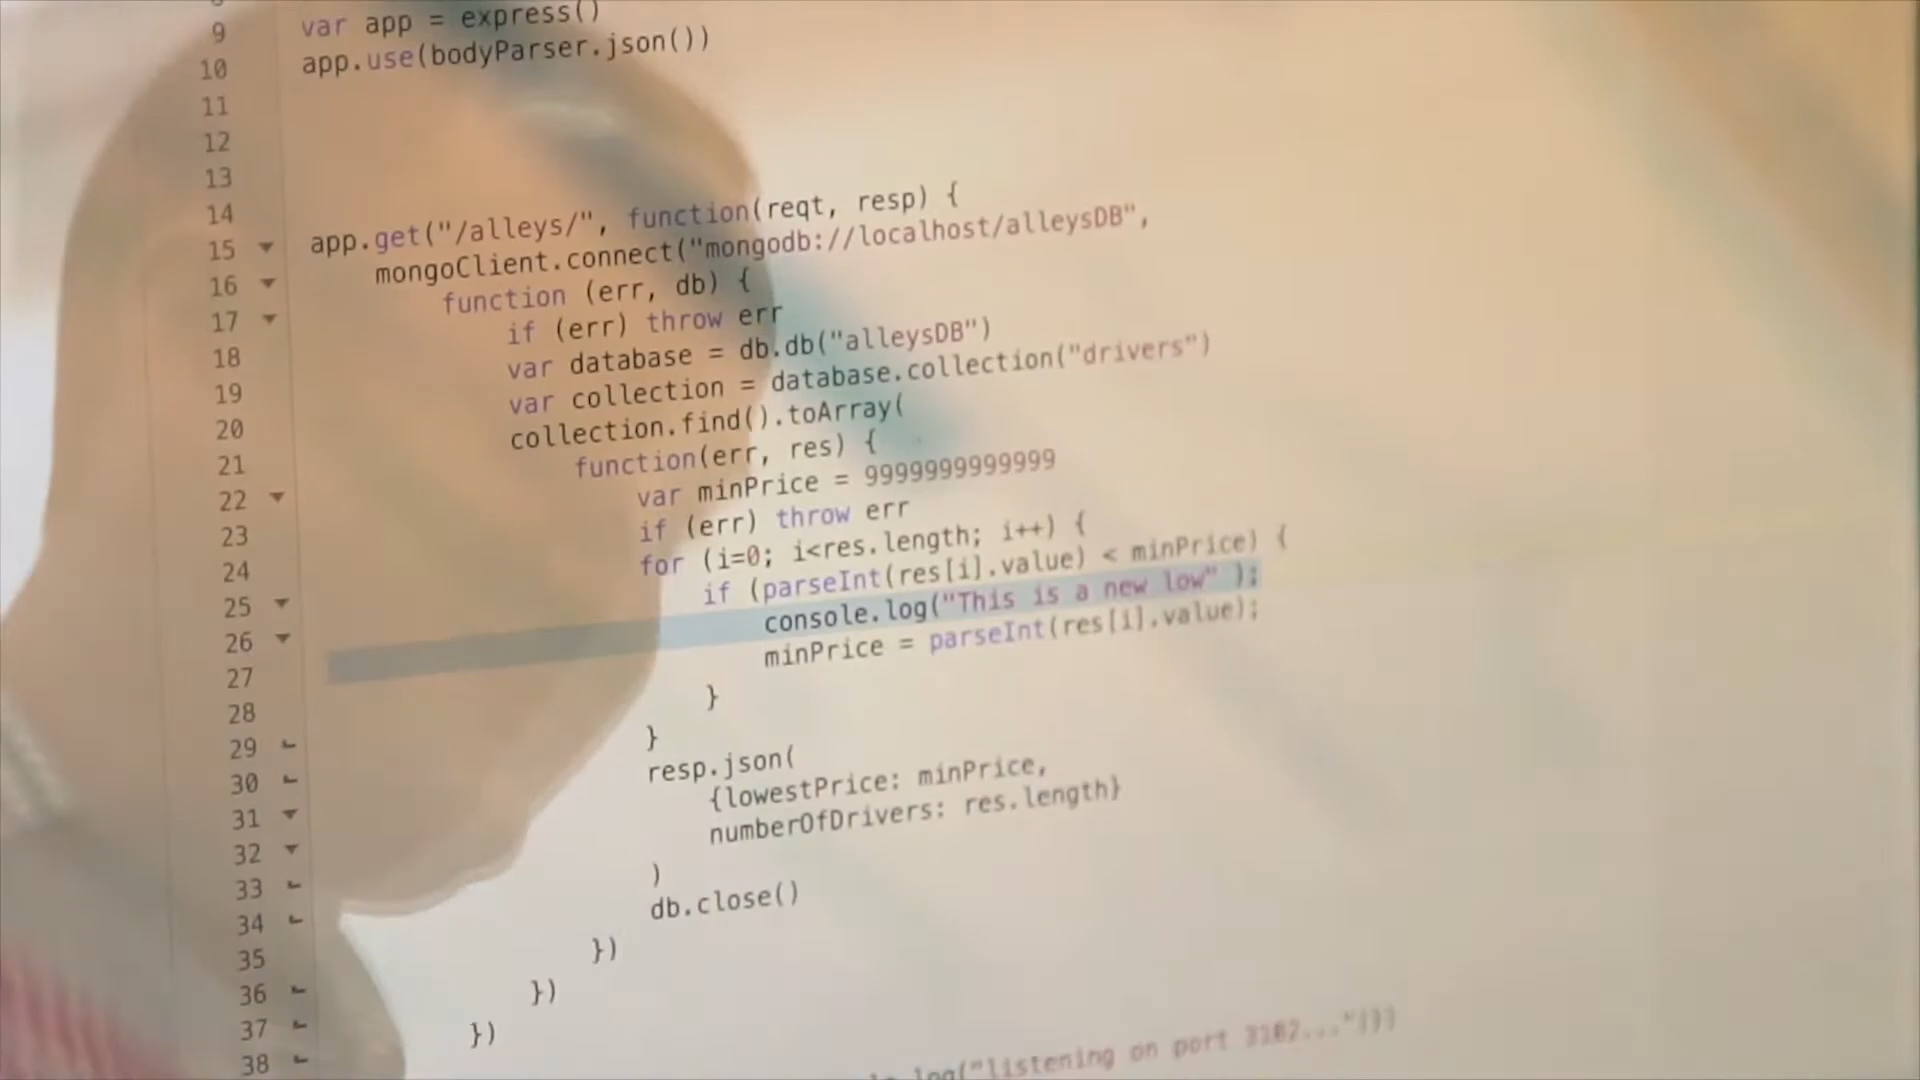 9 var app = express()
10 app.use(bodyParser.json())
11
12
13
14
15 app.get("/alleys/", function(reqt, resp) {
16 mongoClient.connect("mongodb://localhost/alleysDB",
17 function (err, db) {
18 if (err) throw err
19 var database = db.db("alleysDB")
20 var collection = database.collection("drivers")
21 collection.find().toArray(
22 function(err, res) {
23 var minPrice = 9999999999999
24 if (err) throw err
25 for (i=0; i<res.length; i++) {
26 if (parseInt(res[i].value) < minPrice) {
27 console.log("This is a new low" );
28 minPrice = parseInt(res[i].value);
29 }
30 }
31 resp.json(
32 {lowestPrice: minPrice,
33 numberOfDrivers: res.length}
34 )
35 db.close()
36 })
37 })
38 })
log("listening on port 3182...")})